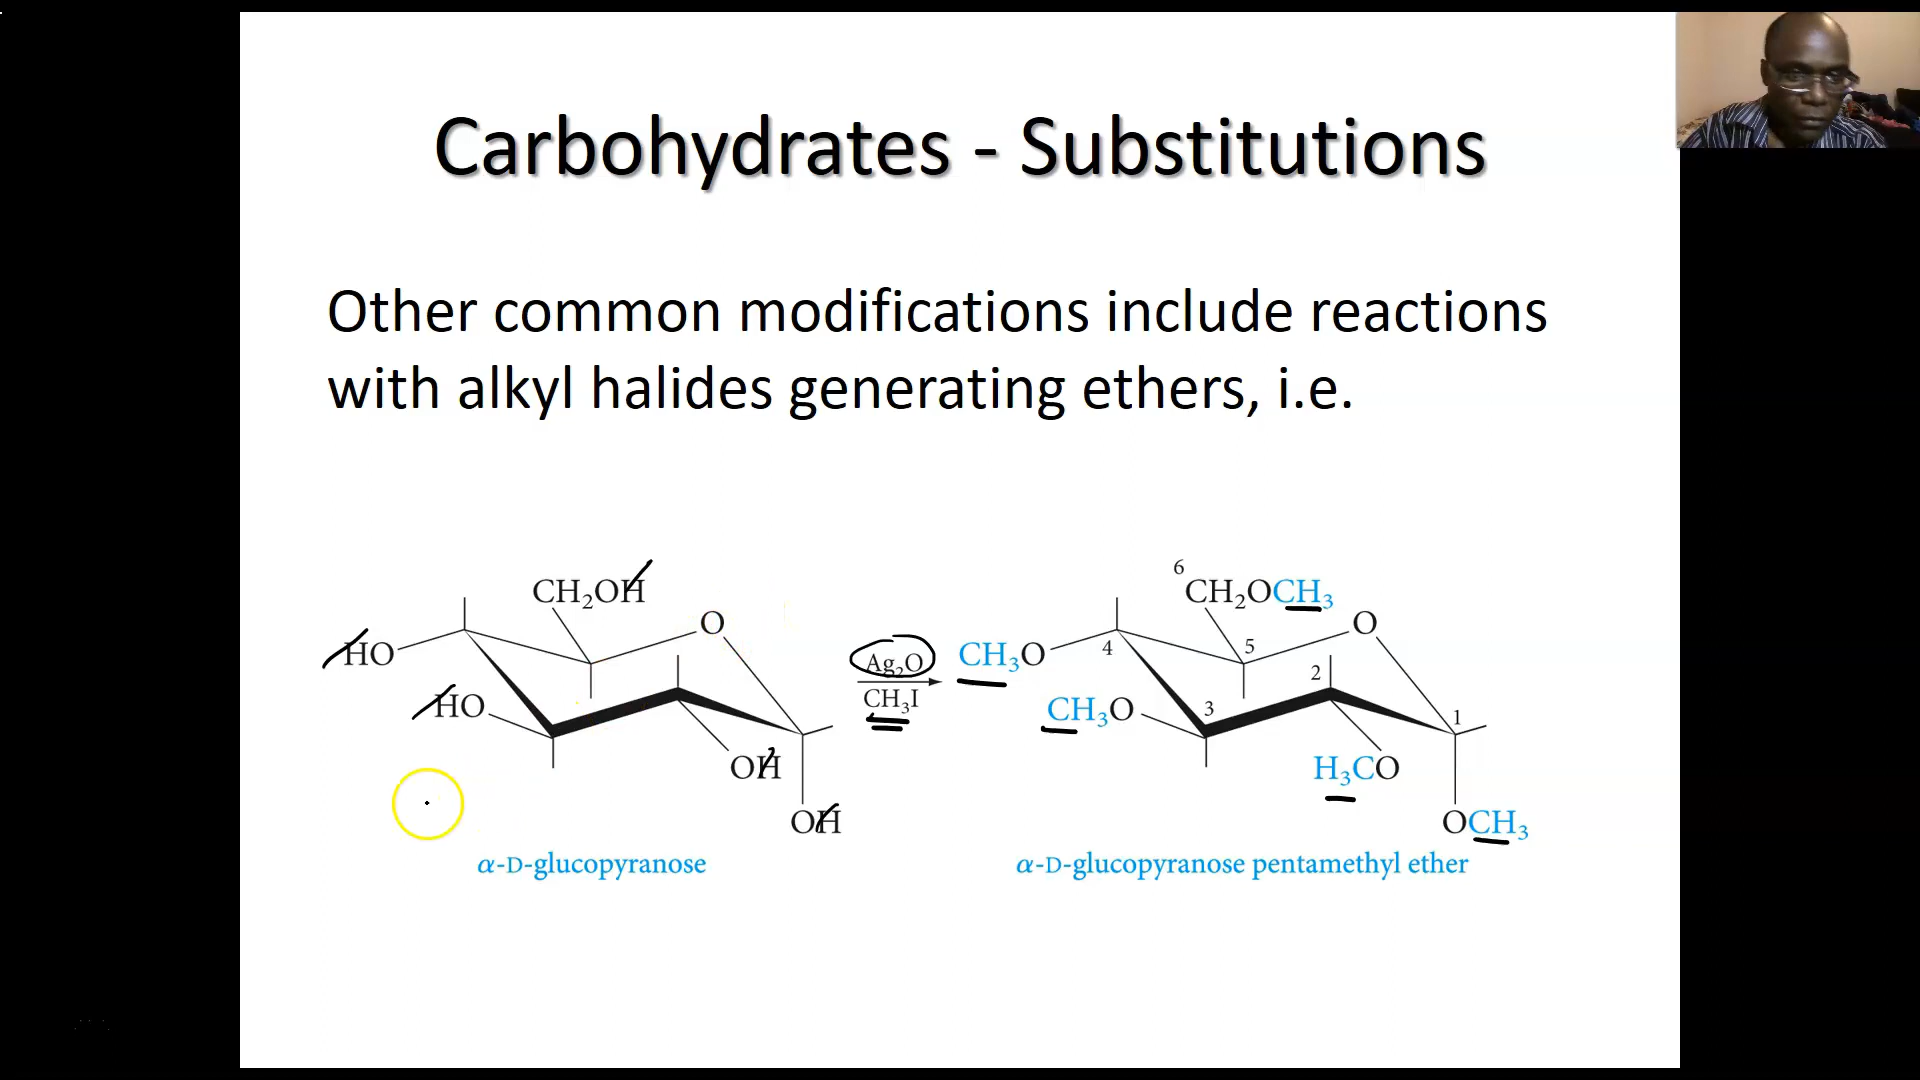 Carbohydrates - Substitutions
Other common modifications include reactions
with alkyl halides generating ethers, i.e.
CH₂OH
O
HO
HO
OH
OH
α-D-glucopyranose
Ag₂O
CH₃I
6
CH₂OCH₃
O
CH₃O
4
5
2
CH₃O
3
1
H₃CO
OCH₃
α-D-glucopyranose pentamethyl ether